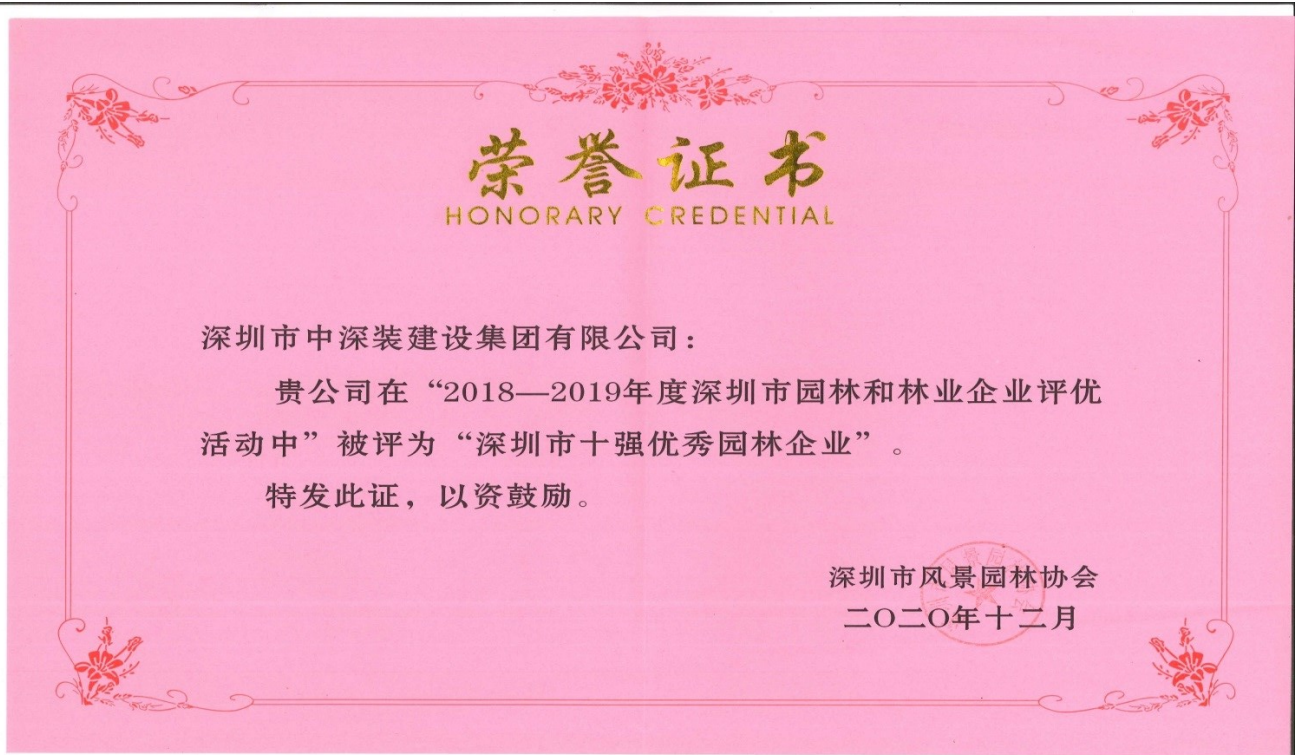 荣誉证书
HONORARY CREDENTIAL
深圳市中深装建设集团有限公司：
贵公司在“2018—2019年度深圳市园林和林业企业评优
活动中”被评为“深圳市十强优秀园林企业”。
特发此证，以资鼓励。
深圳市风景园林协会
二〇二〇年十二月